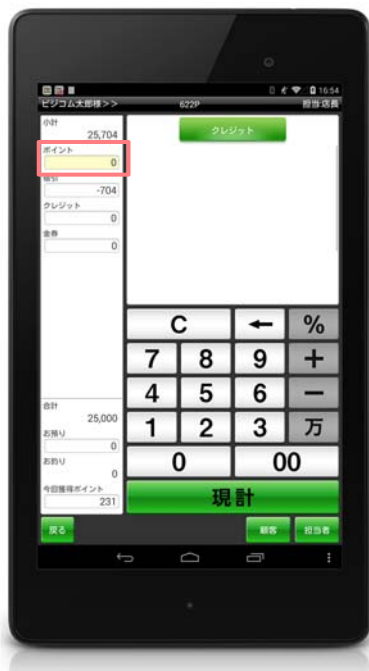 16:54
ビジコム太郎様>> 622P 担当:店長
小計
25,704
クレジット
ポイント
0
値引
-704
クレジット
0
金券
0
C ← %
7 8 9 +
4 5 6 −
1 2 3 万
0 00
現計
合計
25,000
お預り
0
お釣り
0
今回獲得ポイント
231
戻る 顧客 担当者